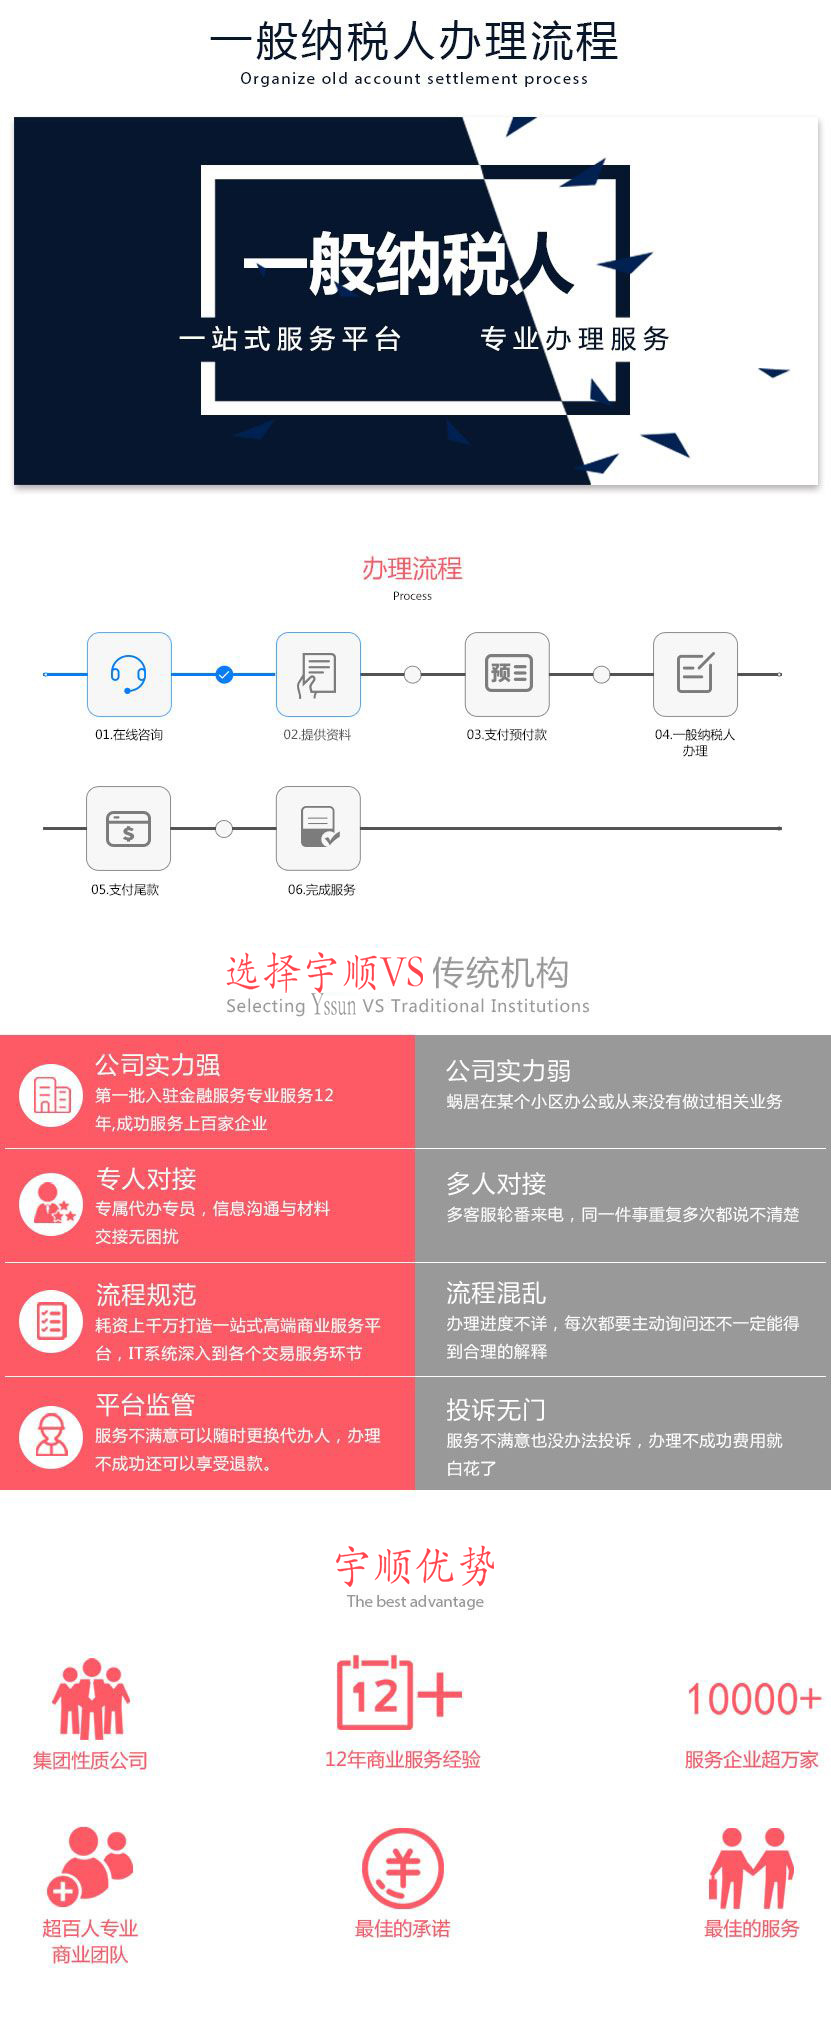 一般纳税人办理流程
Organize old account settlement process
一般纳税人
一站式服务平台 专业办理服务
办理流程
Process
预
01.在线咨询
02.提供资料
03.支付预付款
04.一般纳税人
办理
$
05.支付尾款
06.完成服务
选择宇顺VS传统机构
Selecting Yssun VS Traditional Institutions
公司实力强
第一批入驻金融服务专业服务12
年,成功服务上百家企业
公司实力弱
蜗居在某个小区办公或从来没有做过相关业务
专人对接
专属代办专员，信息沟通与材料
交接无困扰
多人对接
多客服轮番来电，同一件事重复多次都说不清楚
流程规范
耗资上千万打造一站式高端商业服务平
台，IT系统深入到各个交易服务环节
流程混乱
办理进度不详，每次都要主动询问还不一定能得
到合理的解释
平台监管
服务不满意可以随时更换代办人，办理
不成功还可以享受退款。
投诉无门
服务不满意也没办法投诉，办理不成功费用就
白花了
宇顺优势
The best advantage
12+
10000+
集团性质公司
12年商业服务经验
服务企业超万家
超百人专业
商业团队
最佳的承诺
最佳的服务